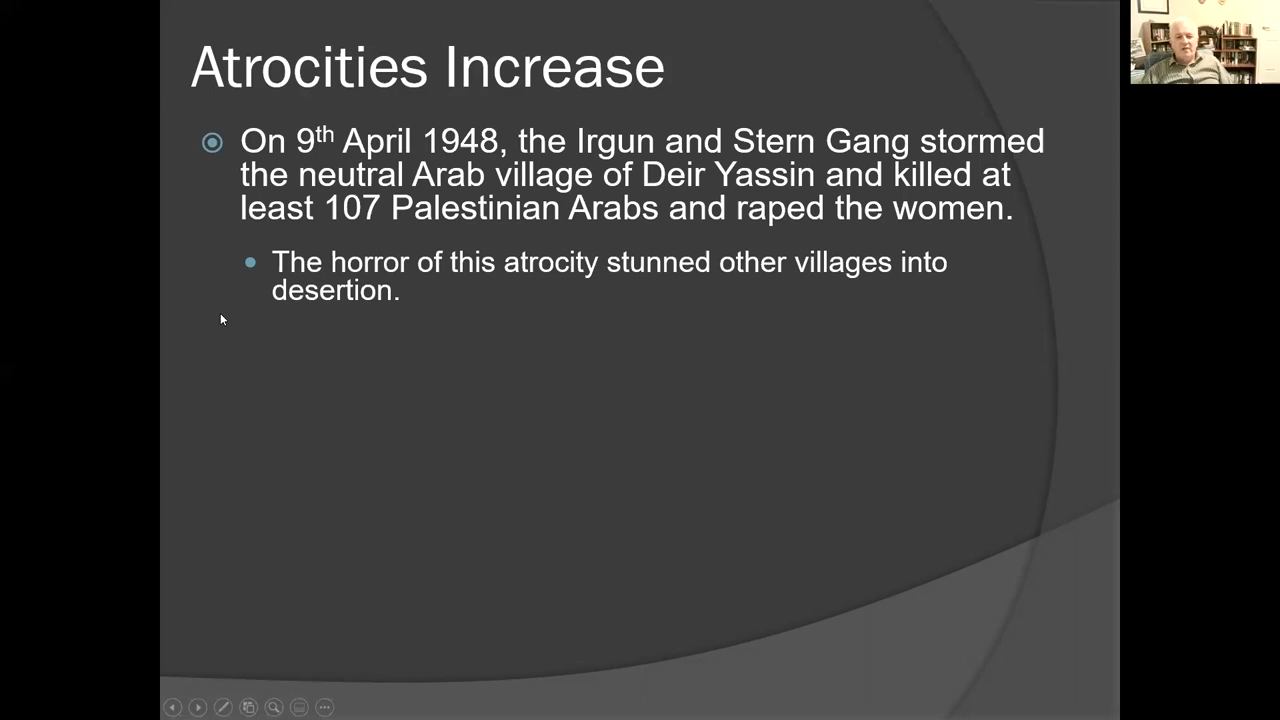 Atrocities Increase
On 9th April 1948, the Irgun and Stern Gang stormed
the neutral Arab village of Deir Yassin and killed at
least 107 Palestinian Arabs and raped the women.
The horror of this atrocity stunned other villages into
desertion.